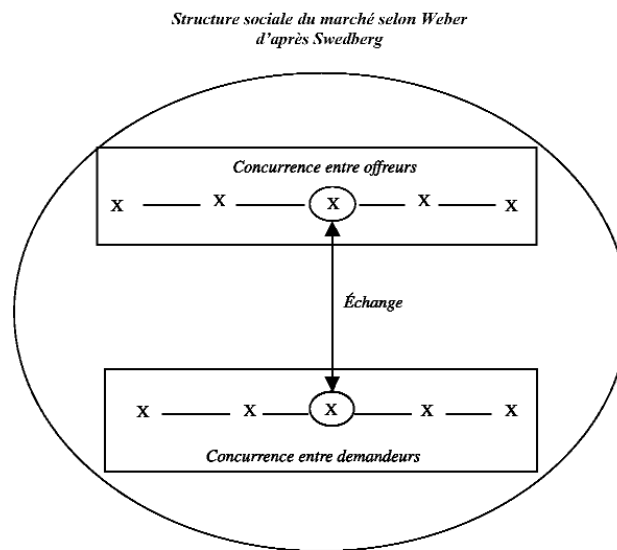 Structure sociale du marché selon Weber
d'après Swedberg
Concurrence entre offreurs
x x x x x
Échange
x x x x x
Concurrence entre demandeurs